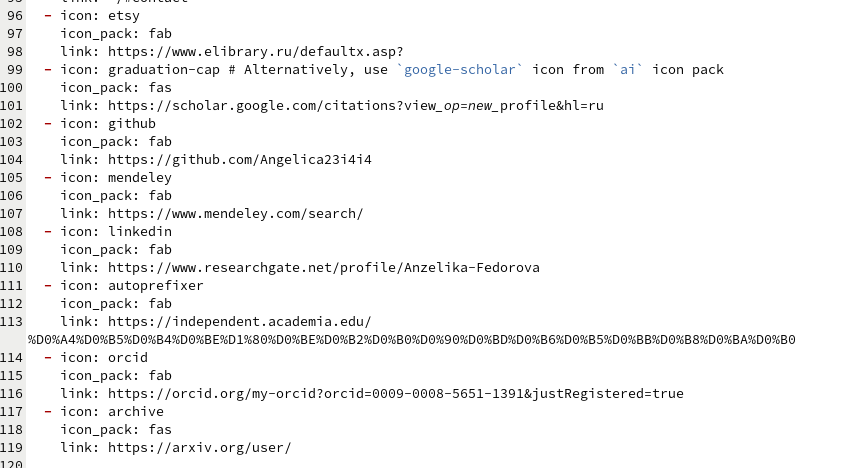 96 - icon: etsy
97 icon_pack: fab
98 link: https://www.elibrary.ru/defaultx.asp?
99 - icon: graduation-cap # Alternatively, use `google-scholar` icon from `ai` icon pack
100 icon_pack: fas
101 link: https://scholar.google.com/citations?view_op=new_profile&hl=ru
102 - icon: github
103 icon_pack: fab
104 link: https://github.com/Angelica23i4i4
105 - icon: mendeley
106 icon_pack: fab
107 link: https://www.mendeley.com/search/
108 - icon: linkedin
109 icon_pack: fab
110 link: https://www.researchgate.net/profile/Anzelika-Fedorova
111 - icon: autoprefixer
112 icon_pack: fab
113 link: https://independent.academia.edu/
%D0%A4%D0%B5%D0%B4%D0%BE%D1%80%D0%BE%D0%B2%D0%B0%D0%90%D0%BD%D0%B6%D0%B5%D0%BB%D0%B8%D0%BA%D0%B0
114 - icon: orcid
115 icon_pack: fab
116 link: https://orcid.org/my-orcid?orcid=0009-0008-5651-1391&justRegistered=true
117 - icon: archive
118 icon_pack: fas
119 link: https://arxiv.org/user/
120